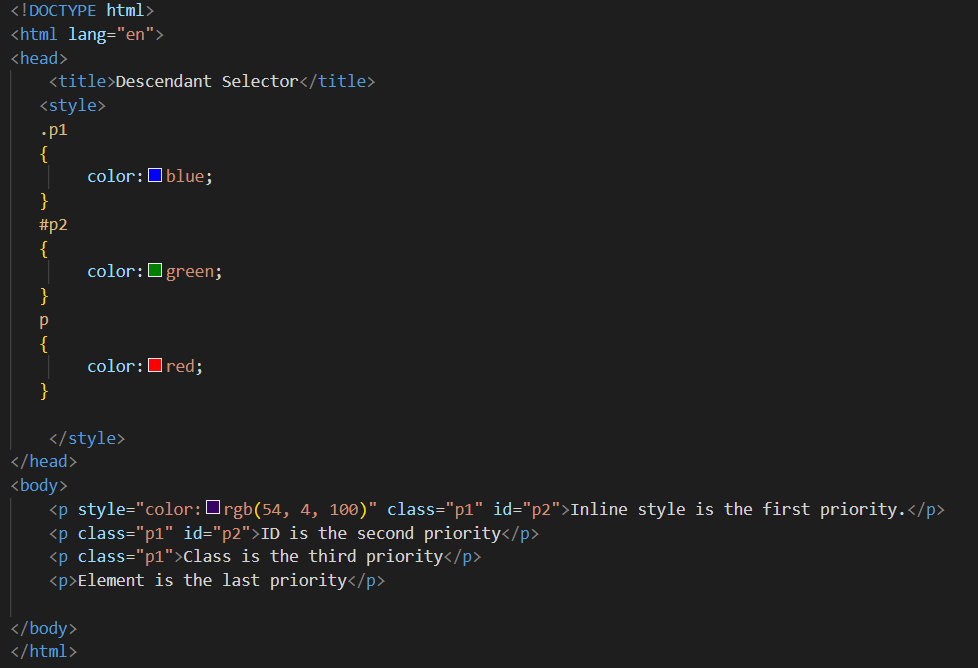 <!DOCTYPE html>
<html lang="en">
<head>
    <title>Descendant Selector</title>
   <style>
   .p1
   {
        color:blue;
   }
   #p2
   {
        color:green;
   }
   p
   {
        color:red;
   }

    </style>
</head>
<body>
    <p style="color:rgb(54, 4, 100)" class="p1" id="p2">Inline style is the first priority.</p>
    <p class="p1" id="p2">ID is the second priority</p>
    <p class="p1">Class is the third priority</p>
    <p>Element is the last priority</p>

</body>
</html>